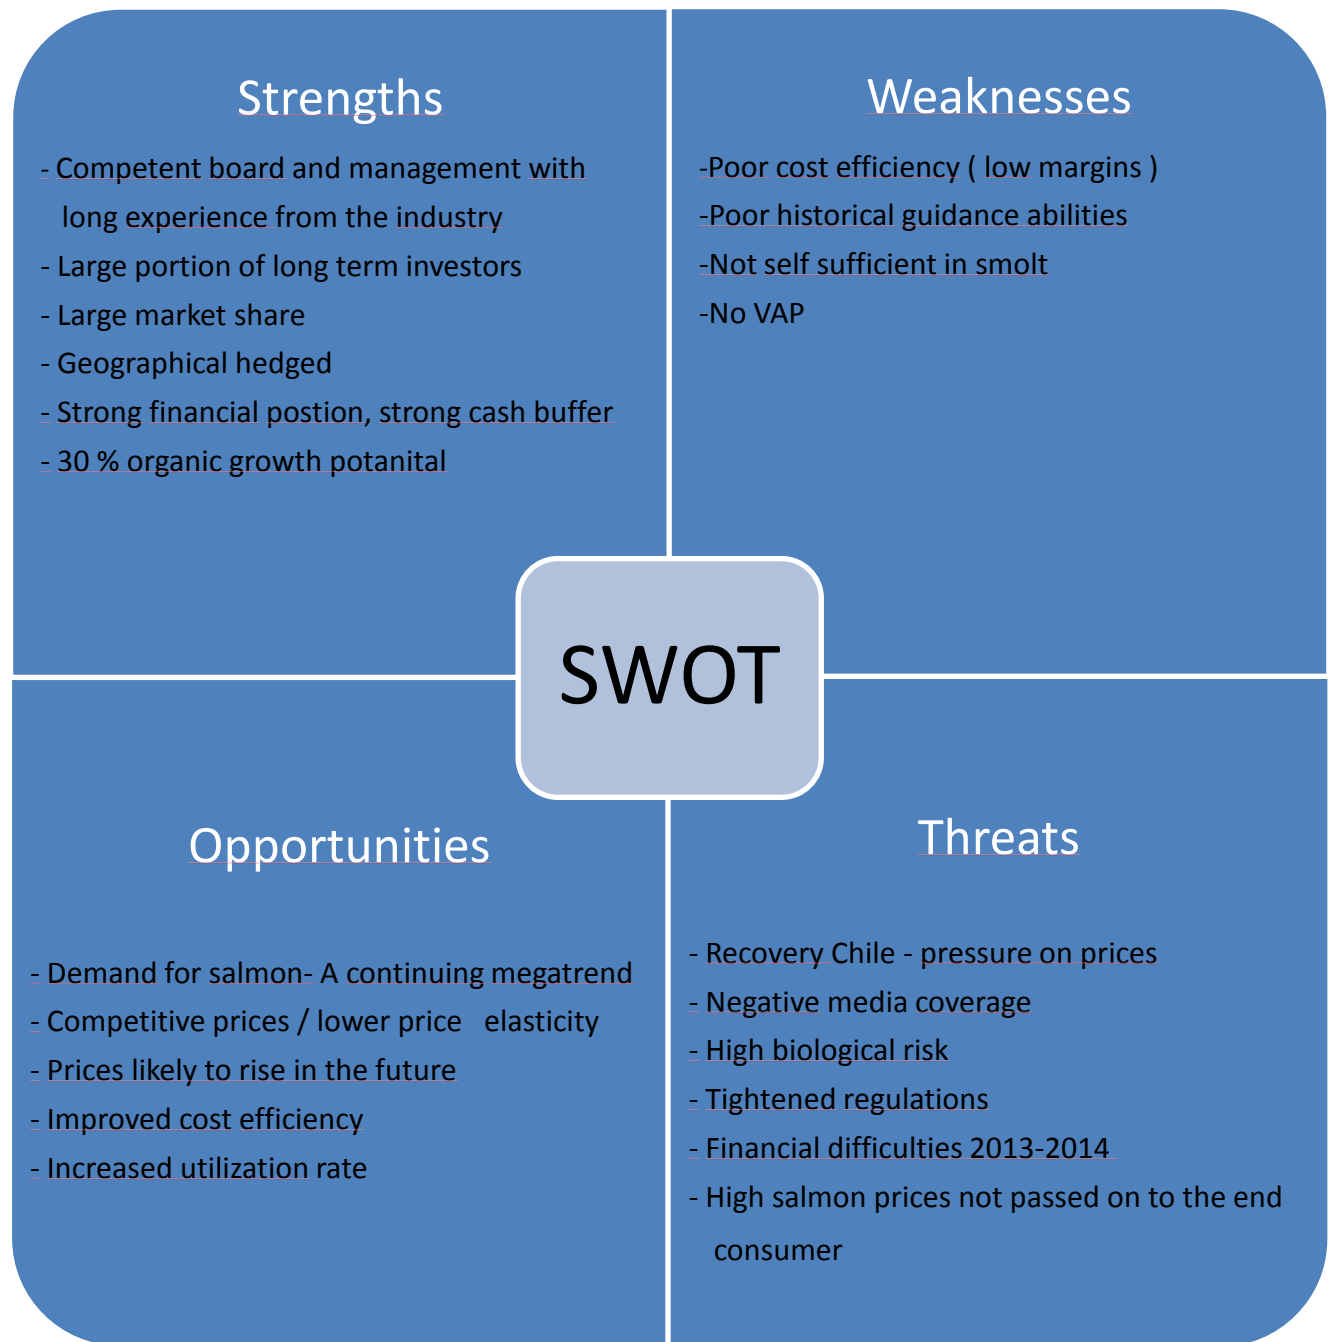 Strengths
- Competent board and management with
long experience from the industry
- Large portion of long term investors
- Large market share
- Geographical hedged
- Strong financial postion, strong cash buffer
- 30 % organic growth potanital
Weaknesses
-Poor cost efficiency ( low margins )
-Poor historical guidance abilities
-Not self sufficient in smolt
-No VAP
SWOT
Opportunities
- Demand for salmon- A continuing megatrend
- Competitive prices / lower price elasticity
- Prices likely to rise in the future
- Improved cost efficiency
- Increased utilization rate
Threats
- Recovery Chile - pressure on prices
- Negative media coverage
- High biological risk
- Tightened regulations
- Financial difficulties 2013-2014
- High salmon prices not passed on to the end
consumer